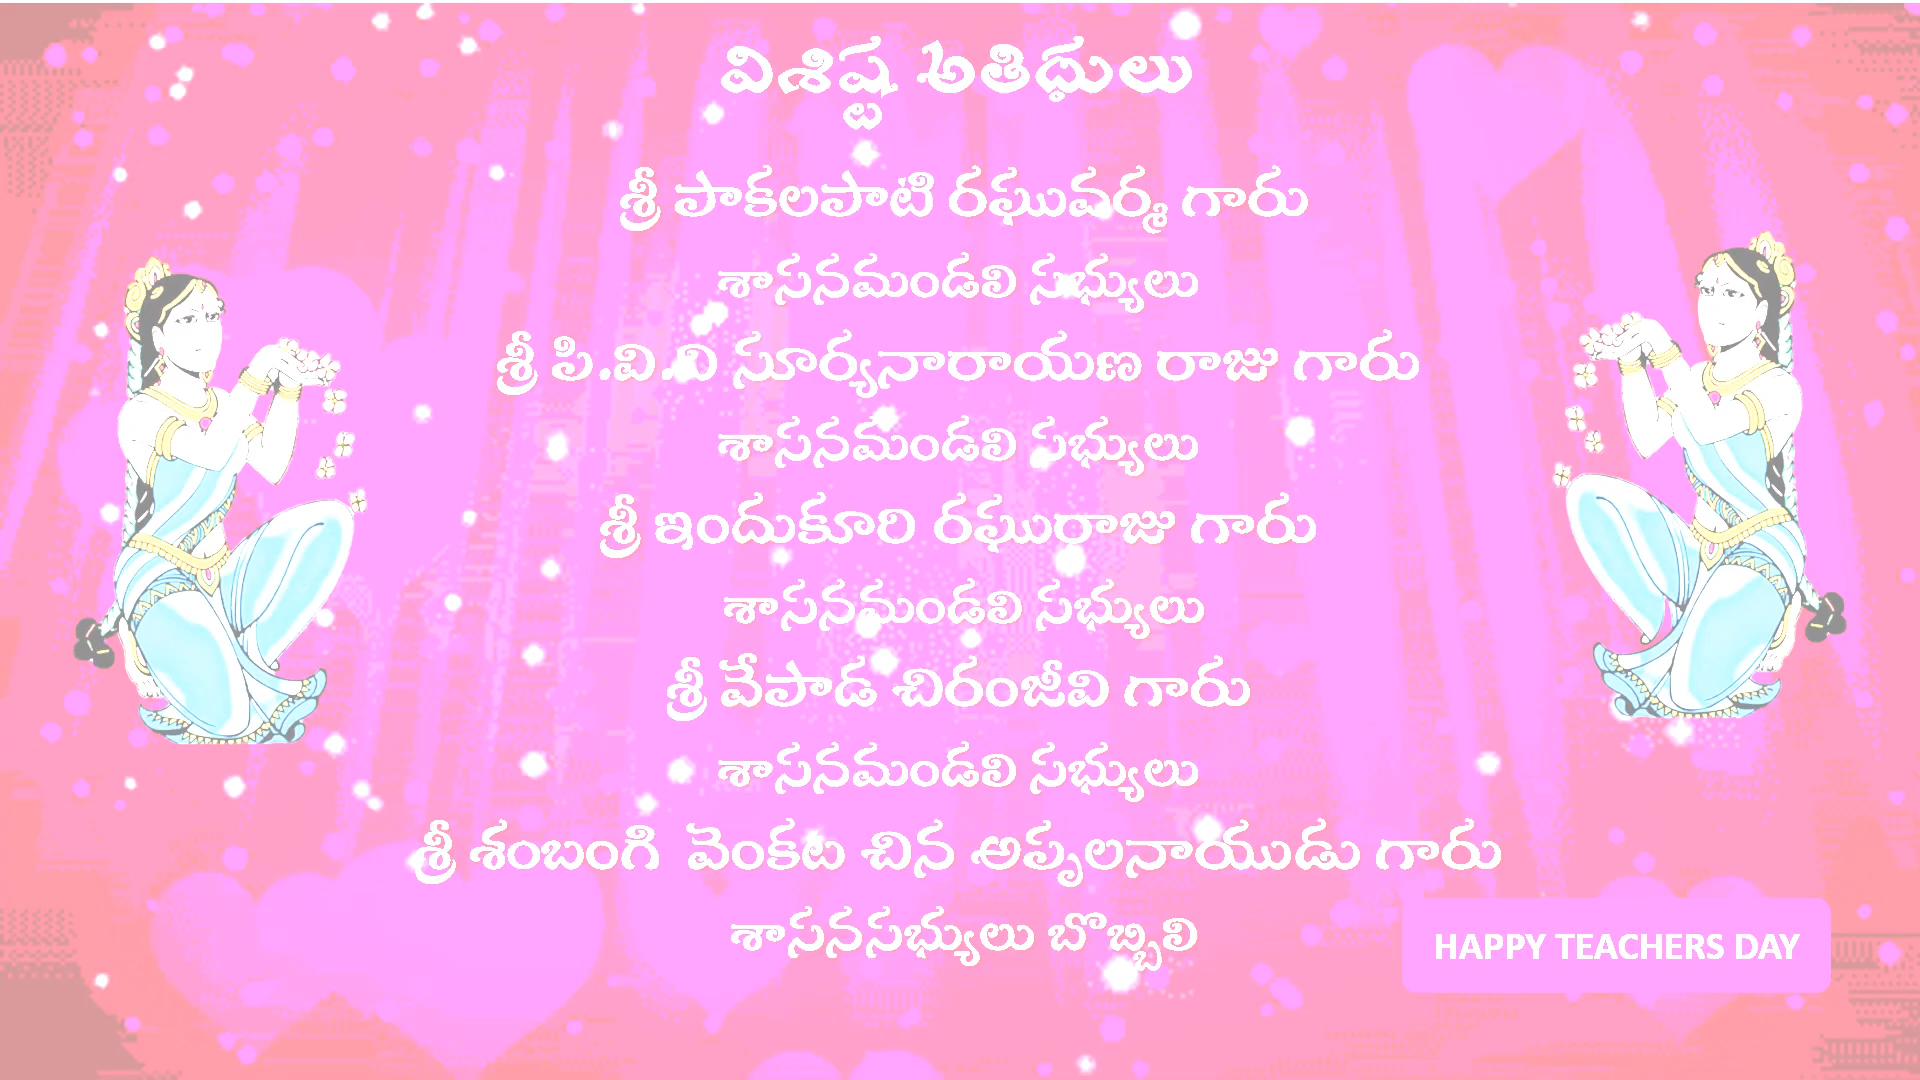 విశిష్ట అతిథులు
శ్రీ పాకలపాటి రఘువర్మ గారు
శాసనమండలి సభ్యులు
శ్రీ పి.వి.వి సూర్యనారాయణ రాజు గారు
శాసనమండలి సభ్యులు
శ్రీ ఇందుకూరి రఘురాజు గారు
శాసనమండలి సభ్యులు
శ్రీ వేపాడ చిరంజీవి గారు
శాసనమండలి సభ్యులు
శ్రీ శంబంగి వెంకట చిన అప్పలనాయుడు గారు
శాసనసభ్యులు బొబ్బిలి
HAPPY TEACHERS DAY